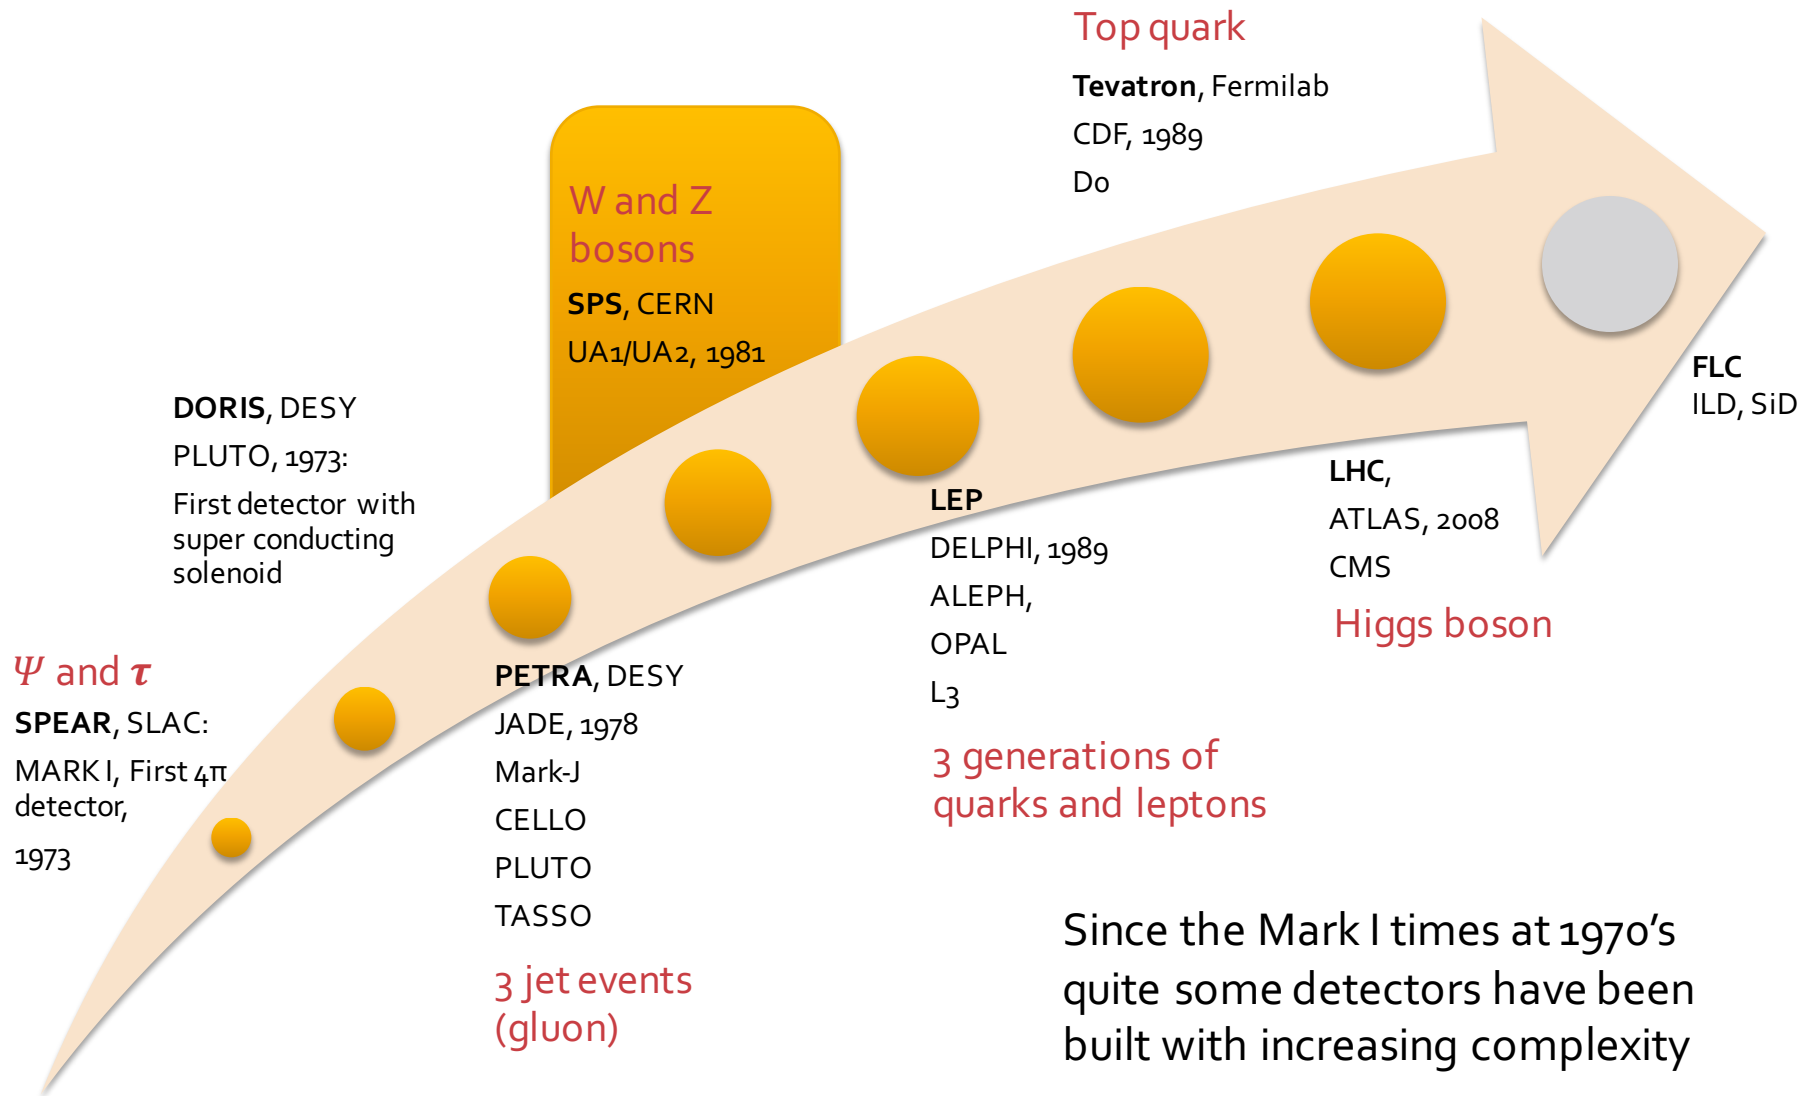 Ψ and τ
SPEAR, SLAC:
MARK I, First 4π
detector,
1973
DORIS, DESY
PLUTO, 1973:
First detector with
super conducting
solenoid
PETRA, DESY
JADE, 1978
Mark-J
CELLO
PLUTO
TASSO
3 jet events
(gluon)
W and Z
bosons
SPS, CERN
UA1/UA2, 1981
LEP
DELPHI, 1989
ALEPH,
OPAL
L3
3 generations of
quarks and leptons
Top quark
Tevatron, Fermilab
CDF, 1989
D0
LHC,
ATLAS, 2008
CMS
Higgs boson
FLC
ILD, SiD
Since the Mark I times at 1970’s
quite some detectors have been
built with increasing complexity